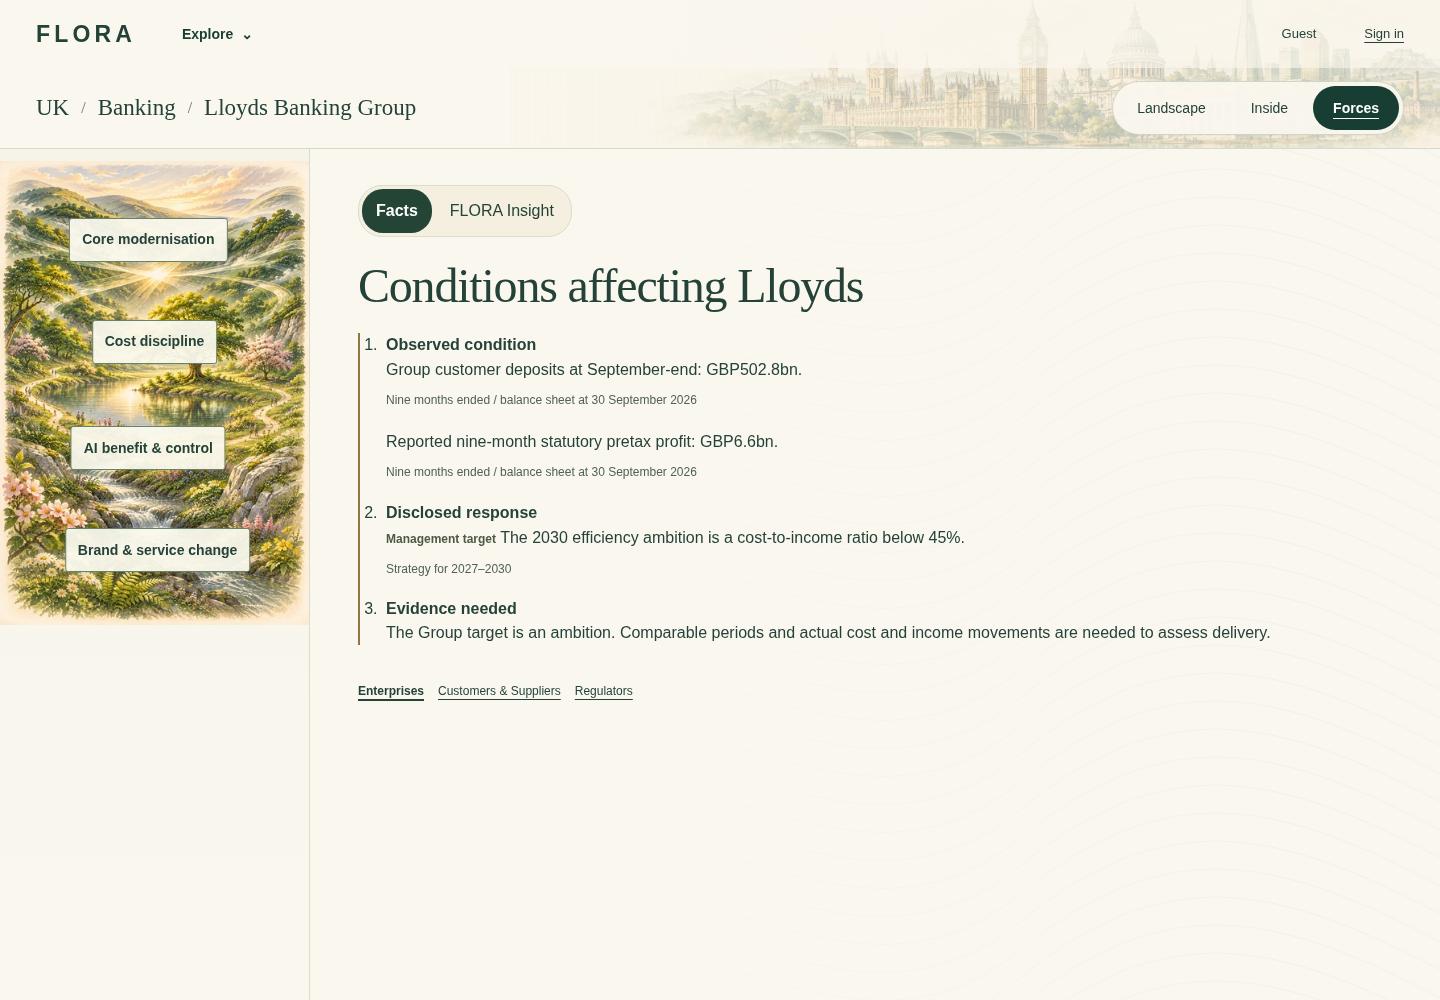 FLORA
Explore
Guest
Sign in
UK / Banking / Lloyds Banking Group
Landscape
Inside
Forces
Core modernisation
Cost discipline
AI benefit & control
Brand & service change
Facts
FLORA Insight
Conditions affecting Lloyds
1. Observed condition
Group customer deposits at September-end: GBP502.8bn.
Nine months ended / balance sheet at 30 September 2026
Reported nine-month statutory pretax profit: GBP6.6bn.
Nine months ended / balance sheet at 30 September 2026
2. Disclosed response
Management target The 2030 efficiency ambition is a cost-to-income ratio below 45%.
Strategy for 2027–2030
3. Evidence needed
The Group target is an ambition. Comparable periods and actual cost and income movements are needed to assess delivery.
Enterprises
Customers & Suppliers
Regulators